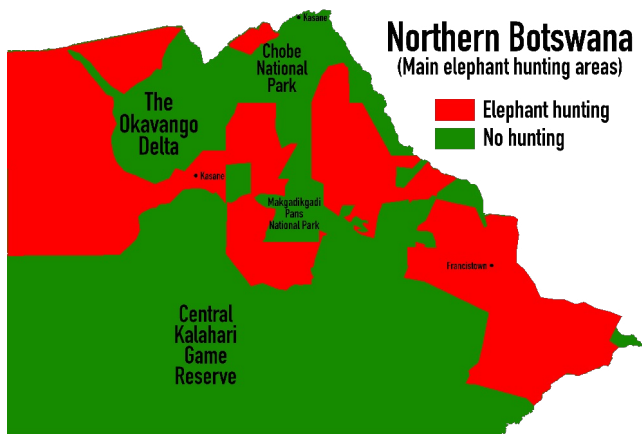 Northern Botswana
(Main elephant hunting areas)
Elephant hunting
No hunting
Kasane
Chobe
National
Park
The
Okavango
Delta
Kasane
Makgadikgadi
Pans
National Park
Francistown
Central
Kalahari
Game
Reserve